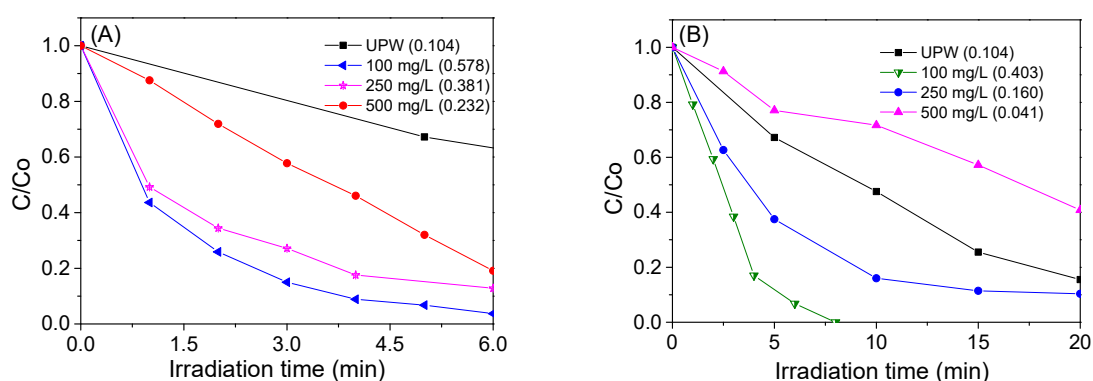 (A)
UPW (0.104)
100 mg/L (0.578)
250 mg/L (0.381)
500 mg/L (0.232)
1.0
0.8
0.6
0.4
0.2
0.0
C/Co
0.0 1.5 3.0 4.5 6.0
Irradiation time (min)
(B)
UPW (0.104)
100 mg/L (0.403)
250 mg/L (0.160)
500 mg/L (0.041)
1.0
0.8
0.6
0.4
0.2
0.0
C/Co
0 5 10 15 20
Irradiation time (min)